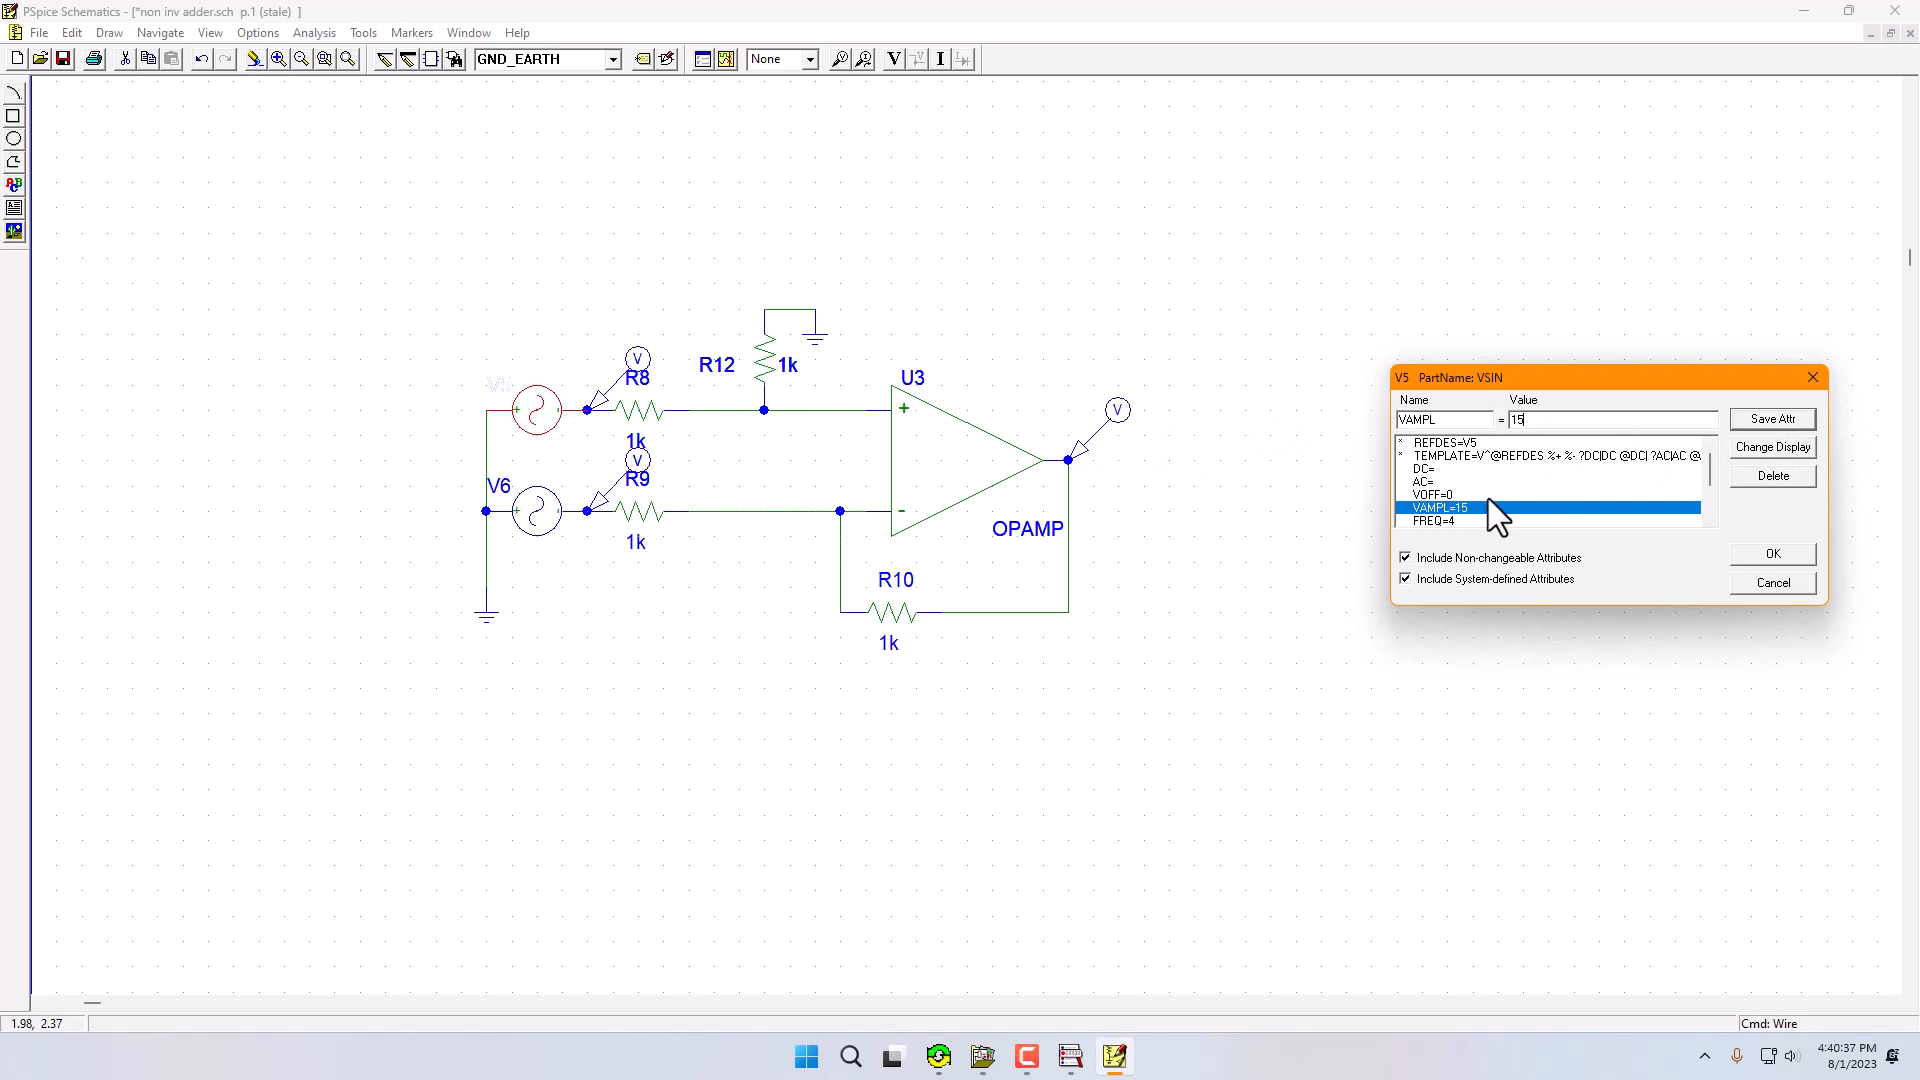 PSpice Schematics - [*non inv adder.sch  p.1 (stale)  ]
File Edit Draw Navigate View Options Analysis Tools Markers Window Help
GND_EARTH
None
V
I
ABC
V
R8
R12
1k
U3
V5
+
1k
V
R9
V
V6
+
-
OPAMP
1k
R10
1k
V5 PartName: VSIN
Name Value
VAMPL = 15
Save Attr
* REFDES=V5
* TEMPLATE=V^@REFDES %+ %- ?DC|DC @DC| ?AC|AC @
DC=
AC=
VOFF=0
VAMPL=15
FREQ=4
Change Display
Delete
Include Non-changeable Attributes
Include System-defined Attributes
OK
Cancel
1.98, 2.37
Cmd: Wire
4:40:37 PM
8/1/2023